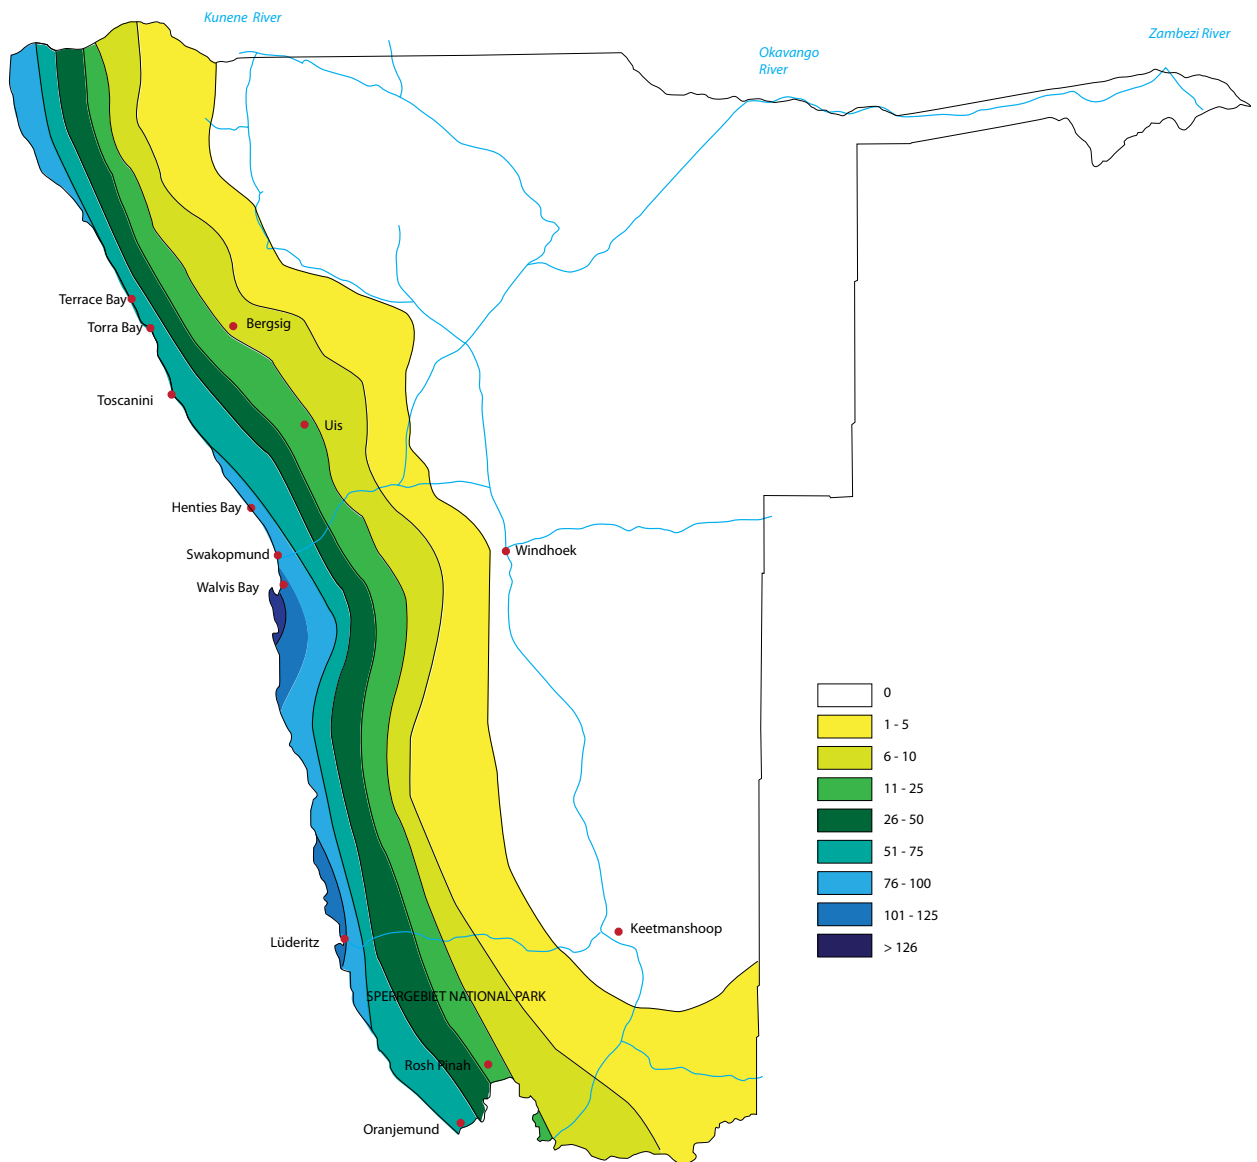 Kunene River
Zambezi River
Okavango
River
Terrace Bay
Torra Bay
Bergsig
Toscanini
Uis
Henties Bay
Swakopmund
Windhoek
Walvis Bay
0
1 - 5
6 - 10
11 - 25
26 - 50
51 - 75
76 - 100
101 - 125
> 126
Lüderitz
Keetmanshoop
SPERRGEBIET NATIONAL PARK
Rosh Pinah
Oranjemund